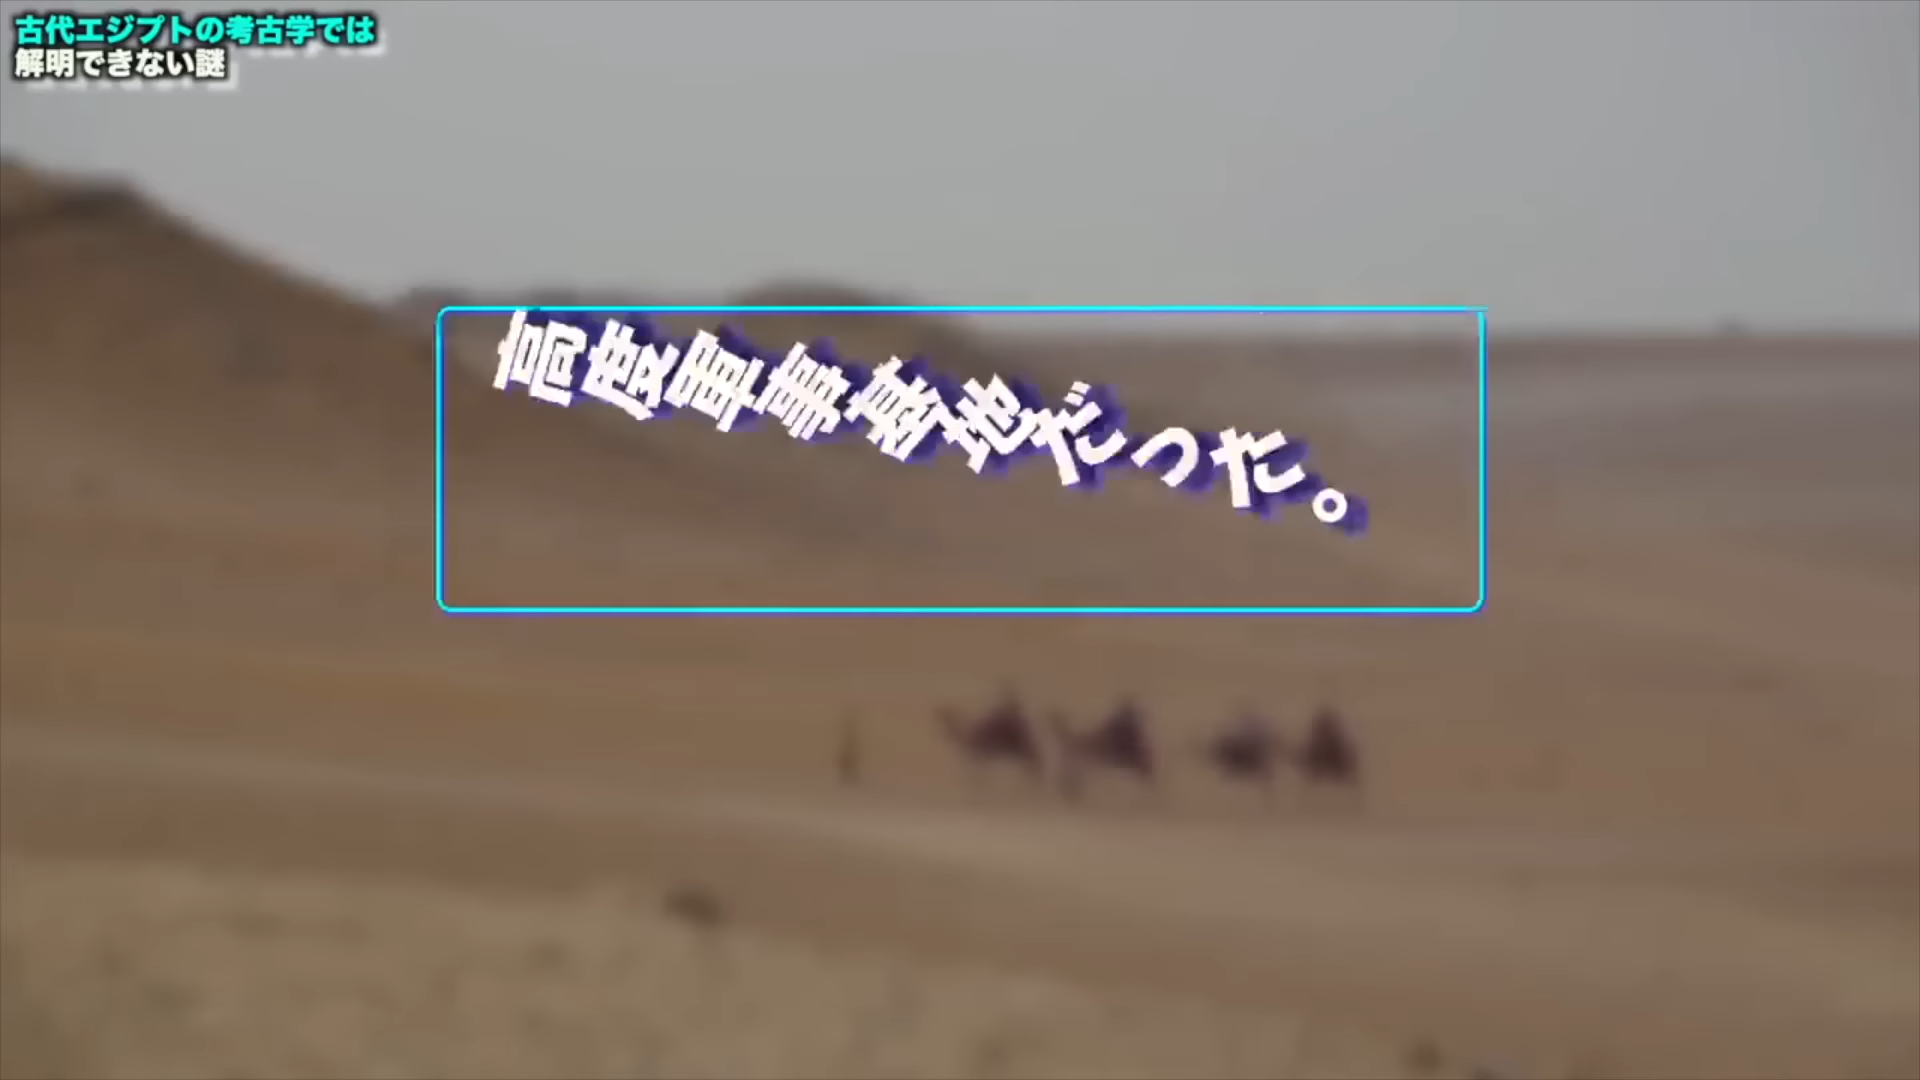 古代エジプトの考古学では
解明できない謎
高度軍事基地だった。